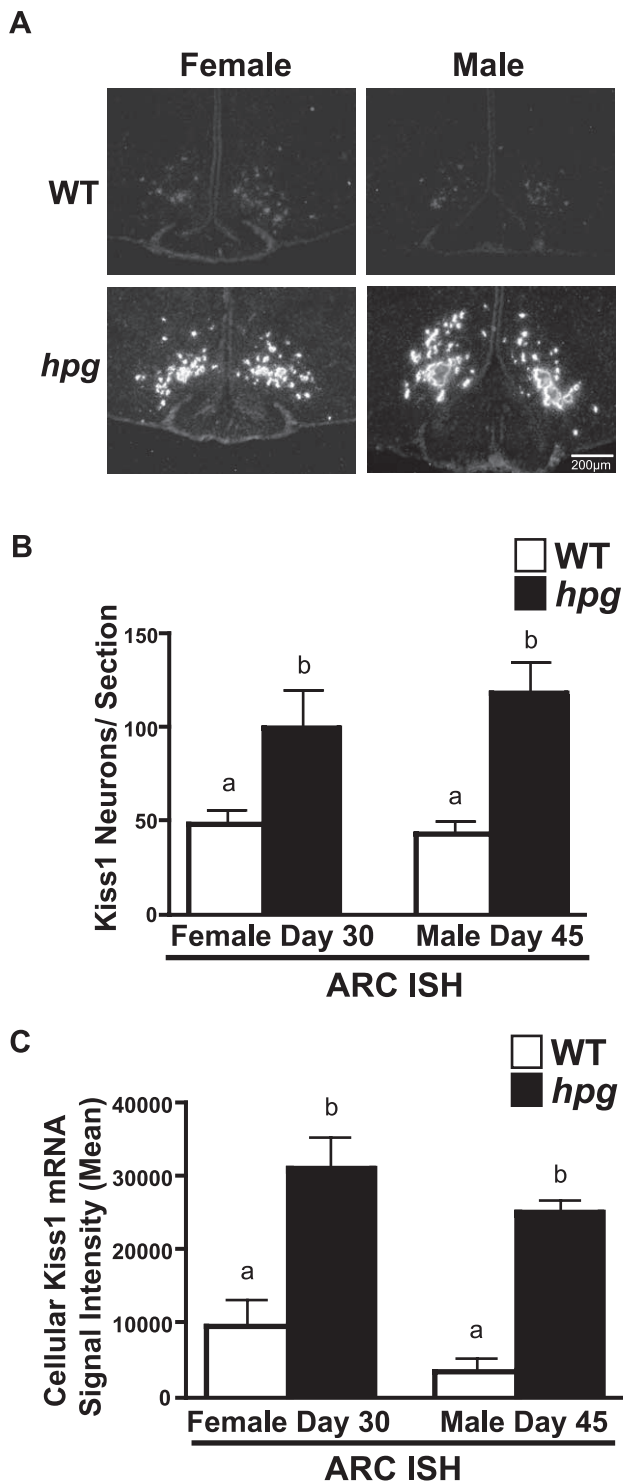 A
Female Male
WT
hpg
200µm
B
WT
hpg
Kiss1 Neurons/ Section
150
100
50
0
b
b
a
a
Female Day 30 Male Day 45
ARC ISH
C
WT
hpg
Cellular Kiss1 mRNA
Signal Intensity (Mean)
40000
30000
20000
10000
0
b
b
a
a
Female Day 30 Male Day 45
ARC ISH